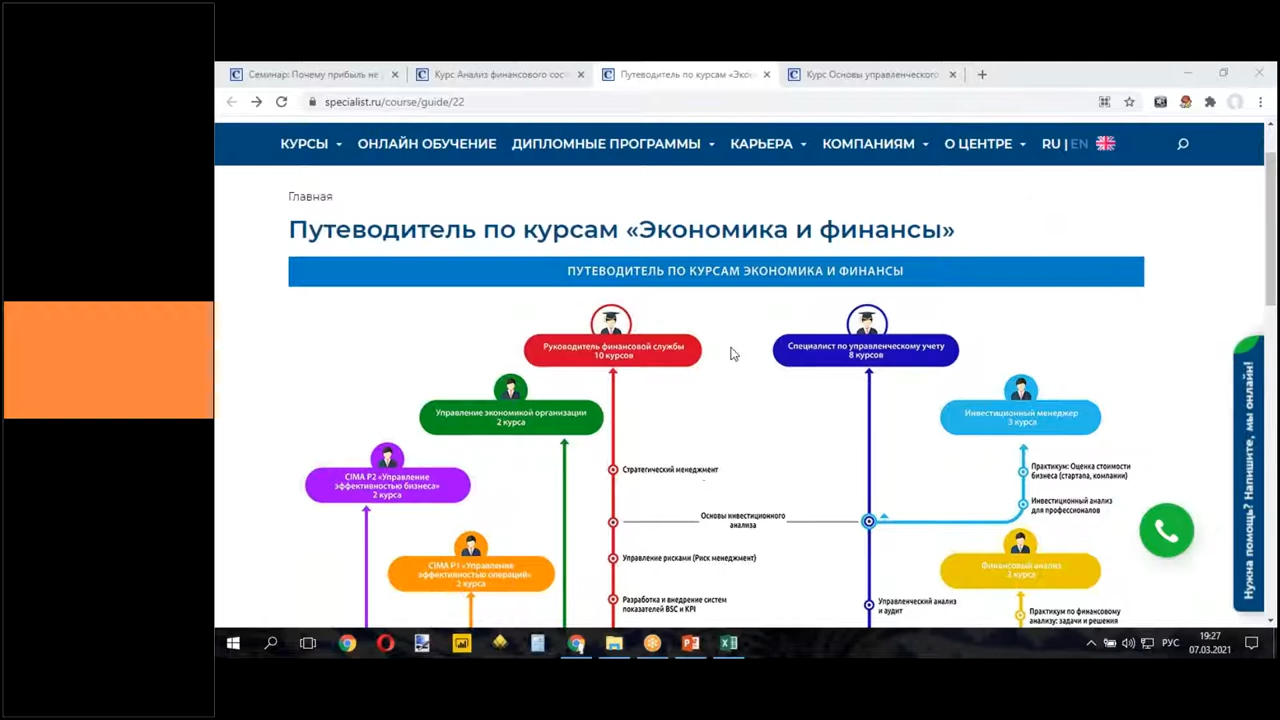 Семинар: Почему прибыль не
Курс Анализ финансового сост
Путеводитель по курсам «Эконо
Курс Основы управленческого
specialist.ru/course/guide/22
КУРСЫ
ОНЛАЙН ОБУЧЕНИЕ
ДИПЛОМНЫЕ ПРОГРАММЫ
КАРЬЕРА
КОМПАНИЯМ
О ЦЕНТРЕ
RU | EN
Главная
Путеводитель по курсам «Экономика и финансы»
ПУТЕВОДИТЕЛЬ ПО КУРСАМ ЭКОНОМИКА И ФИНАНСЫ
Руководитель финансовой службы
10 курсов
Специалист по управленческому учету
8 курсов
Управление экономикой организации
2 курса
Инвестиционный менеджер
3 курса
CIMA P2 «Управление
эффективностью бизнеса»
2 курса
Стратегический менеджмент
Практикум: Оценка стоимости
бизнеса (стартапа, компании)
Инвестиционный анализ
для профессионалов
Основы инвестиционного
анализа
CIMA P1 «Управление
эффективностью операций»
2 курса
Управление рисками (Риск менеджмент)
Финансовый анализ
3 курса
Разработка и внедрение систем
показателей BSC и KPI
Управленческий анализ
и аудит
Практикум по финансовому
анализу: задачи и решения
Нужна помощь? Напишите, мы онлайн!
РУС
19:27
07.03.2021